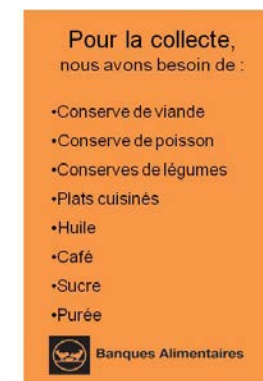 Pour la collecte,
nous avons besoin de :
•Conserve de viande
•Conserve de poisson
•Conserves de légumes
•Plats cuisinés
•Huile
•Café
•Sucre
•Purée
Banques Alimentaires